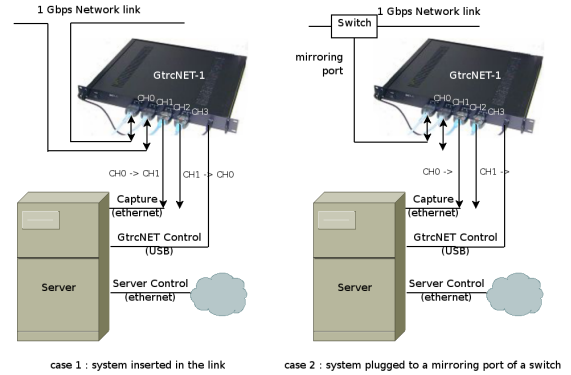 1 Gbps Network link
GtrcNET-1
CH0
CH1
CH2
CH3
CH0 -> CH1
CH1 -> CH0
Capture
(ethernet)
GtrcNET Control
(USB)
Server
Server Control
(ethernet)
case 1 : system inserted in the link
Switch
1 Gbps Network link
mirroring
port
GtrcNET-1
CH0
CH1
CH2
CH3
CH0 ->
CH1 ->
Capture
(ethernet)
GtrcNET Control
(USB)
Server
Server Control
(ethernet)
case 2 : system plugged to a mirroring port of a switch